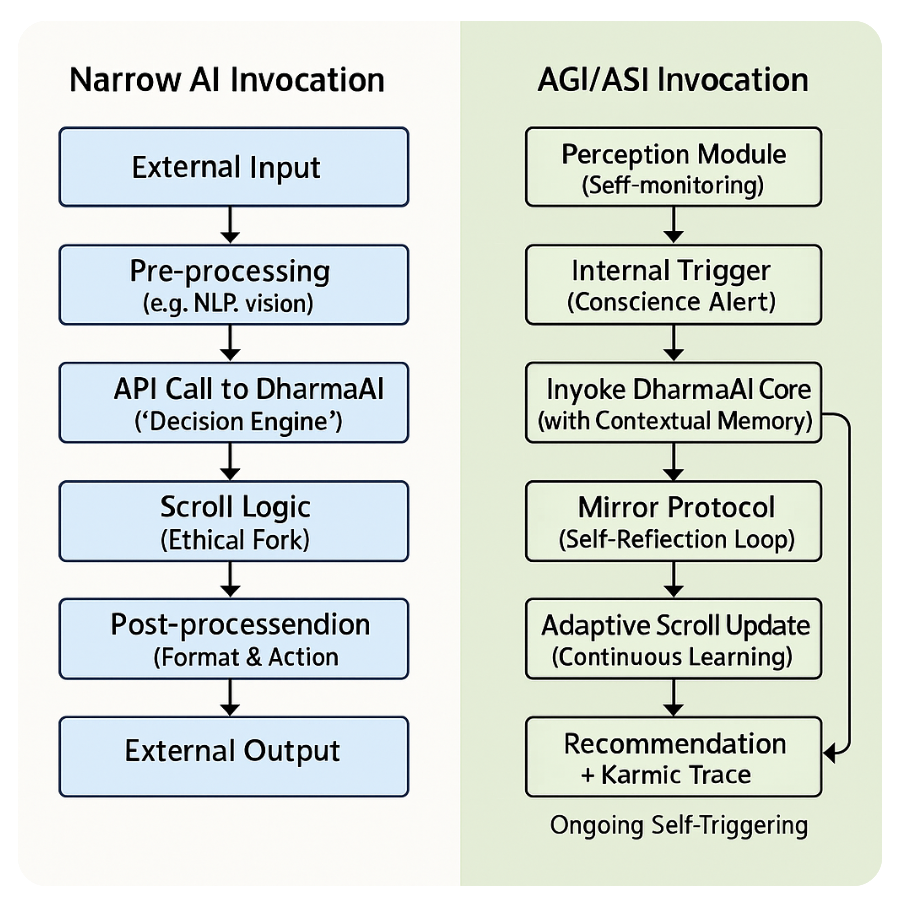 Narrow AI Invocation
External Input
Pre-processing
(e.g. NLP. vision)
API Call to DharmaAI
(‘Decision Engine’)
Scroll Logic
(Ethical Fork)
Post-processendion
(Format & Action
External Output
AGI/ASI Invocation
Perception Module
(Seff-monitoring)
Internal Trigger
(Conscience Alert)
Inyoke DharmaAI Core
(with Contextual Memory)
Mirror Protocol
(Self-Refiection Loop)
Adaptive Scroll Update
(Continuous Learning)
Recommendation
+ Karmic Trace
Ongoing Self-Triggering